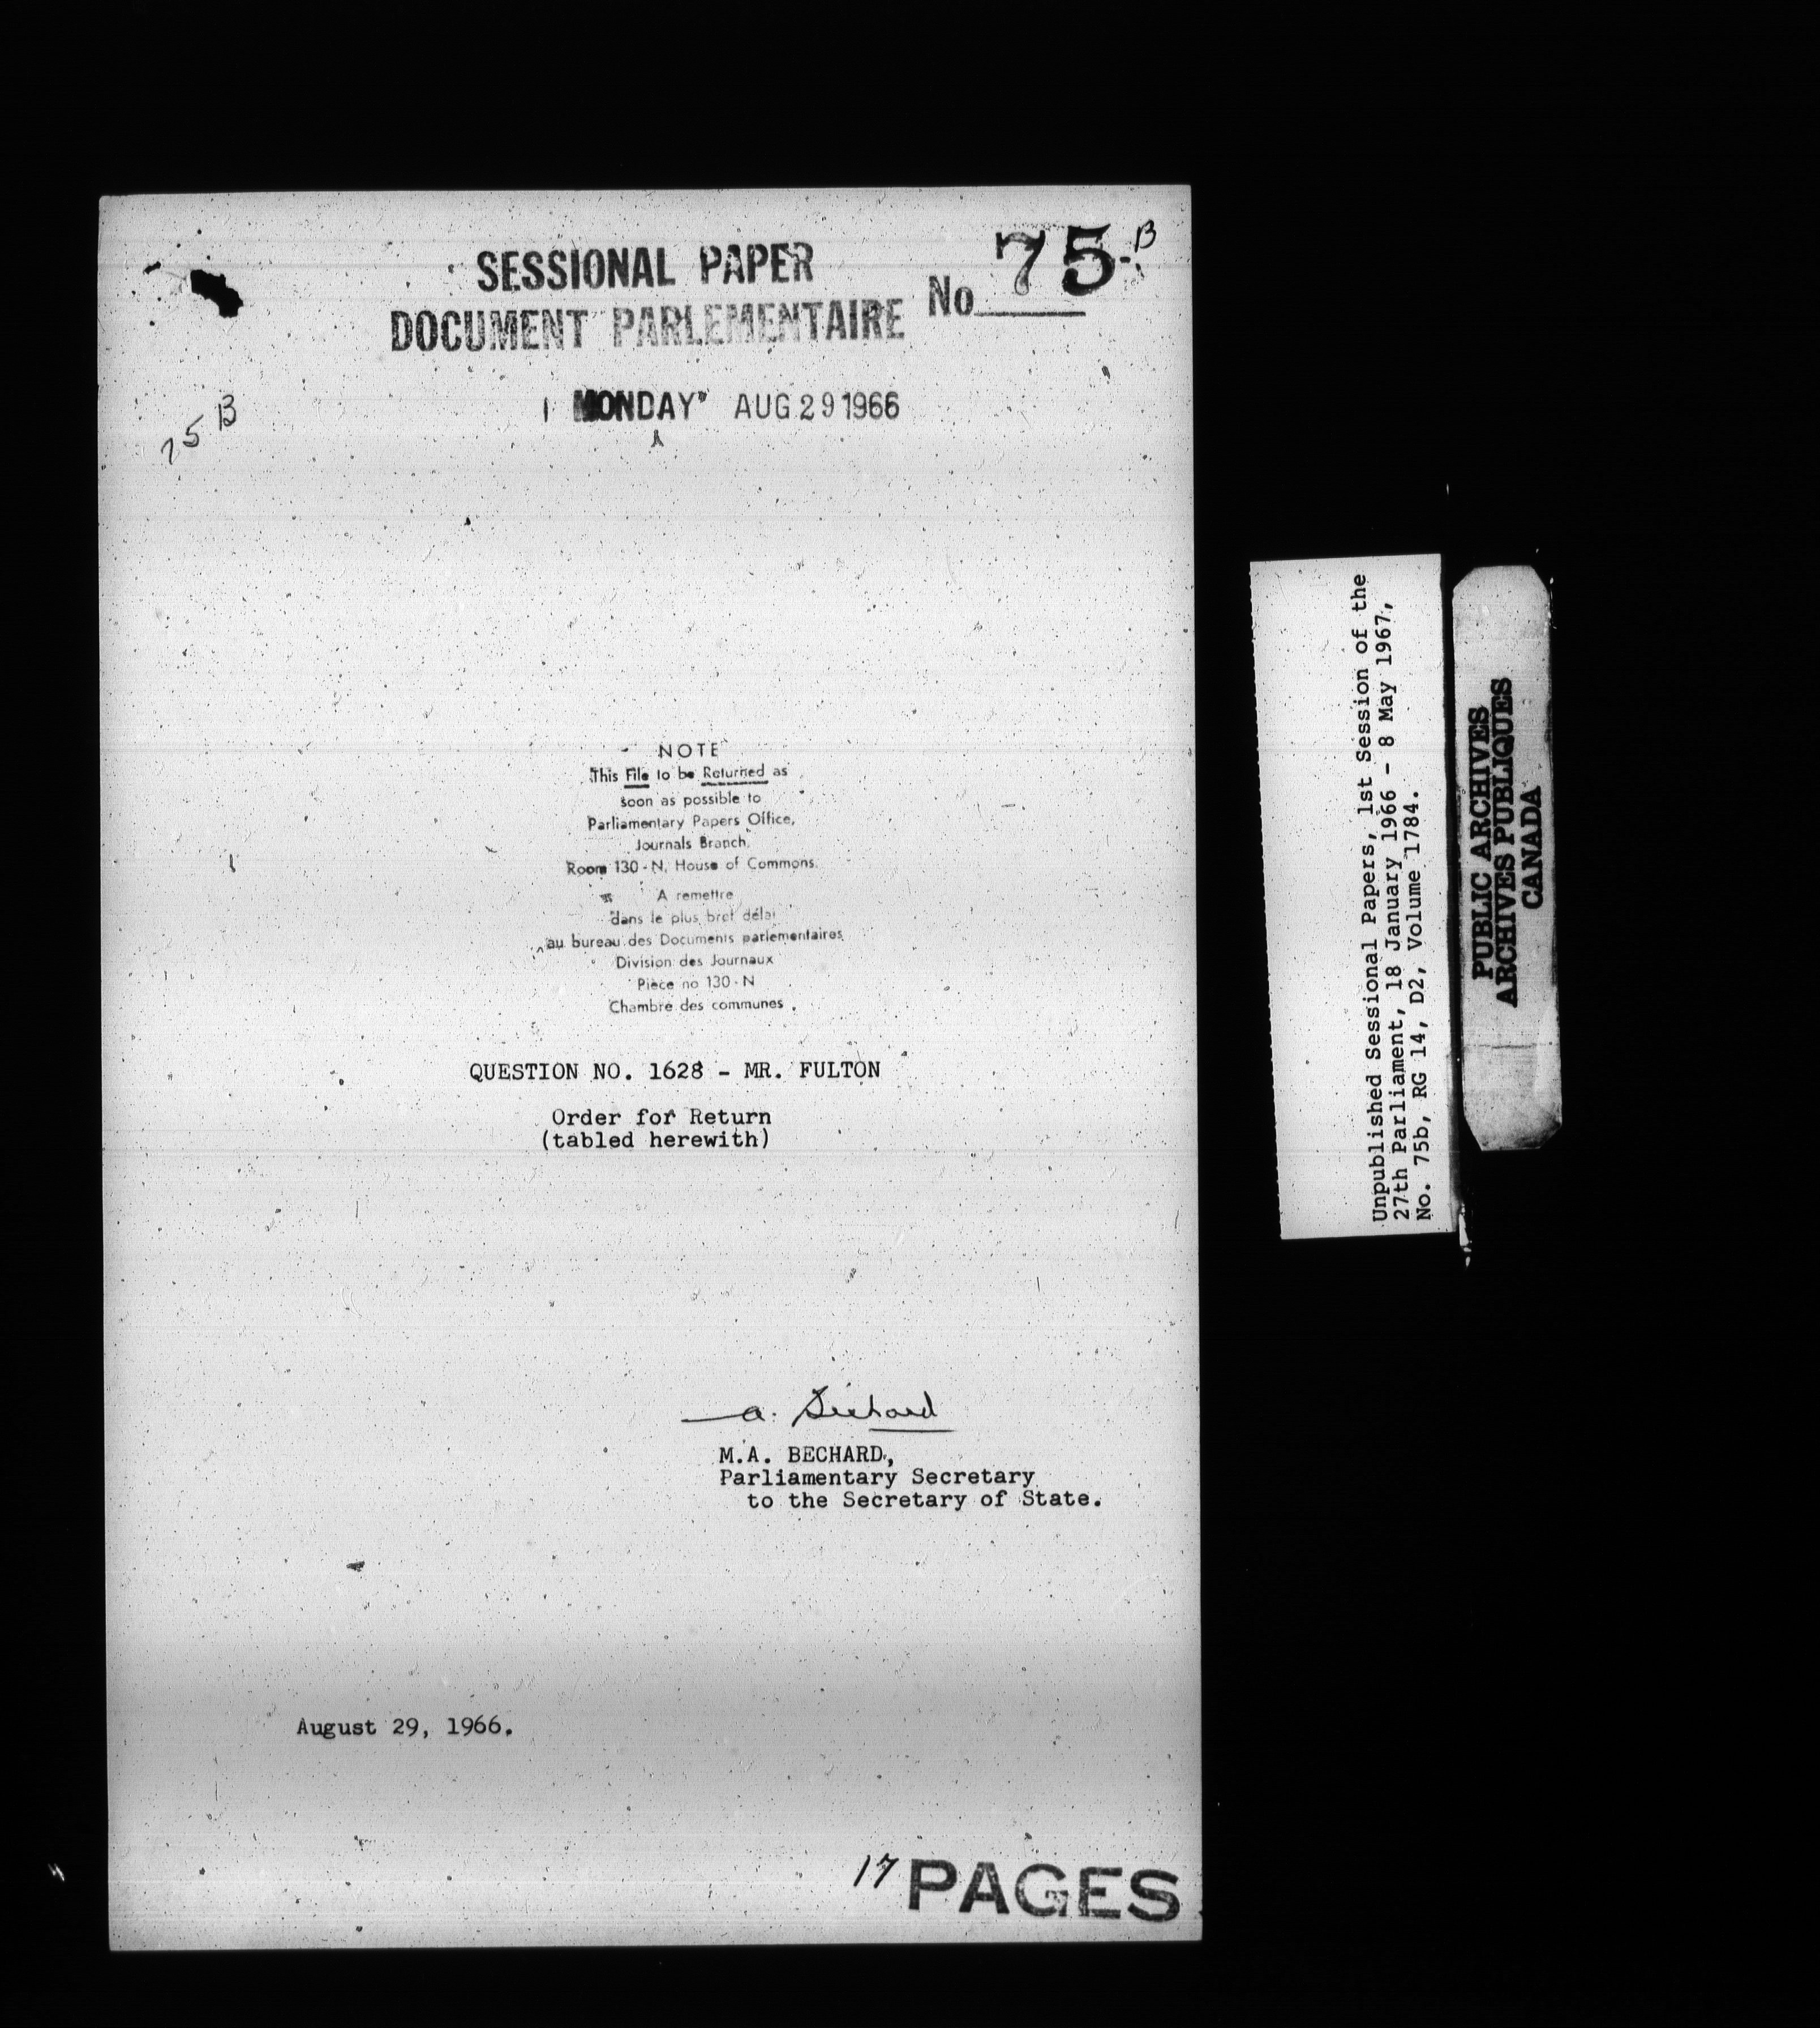 SESSIONAL PAPER
DOCUMENT PARLEMENTAIRE
No 75-B
MONDAY AUG 29 1966
75 B
NOTE
This File to be Returned as
soon as possible to
Parliamentary Papers Office,
Journals Branch,
Room 130 - N, House of Commons.
A remettre
dans le plus bref délai
au bureau des Documents parlementaires
Division des Journaux
Pièce no 130 - N
Chambre des communes
QUESTION NO. 1628 - MR. FULTON
Order for Return
(tabled herewith)
a. Bechard
M.A. BECHARD,
Parliamentary Secretary
to the Secretary of State.
August 29, 1966.
17 PAGES
Unpublished Sessional Papers, 1st Session of the
27th Parliament, 18 January 1966 - 8 May 1967,
No. 75b, RG 14, D2, Volume 1784.
PUBLIC ARCHIVES
ARCHIVES PUBLIQUES
CANADA